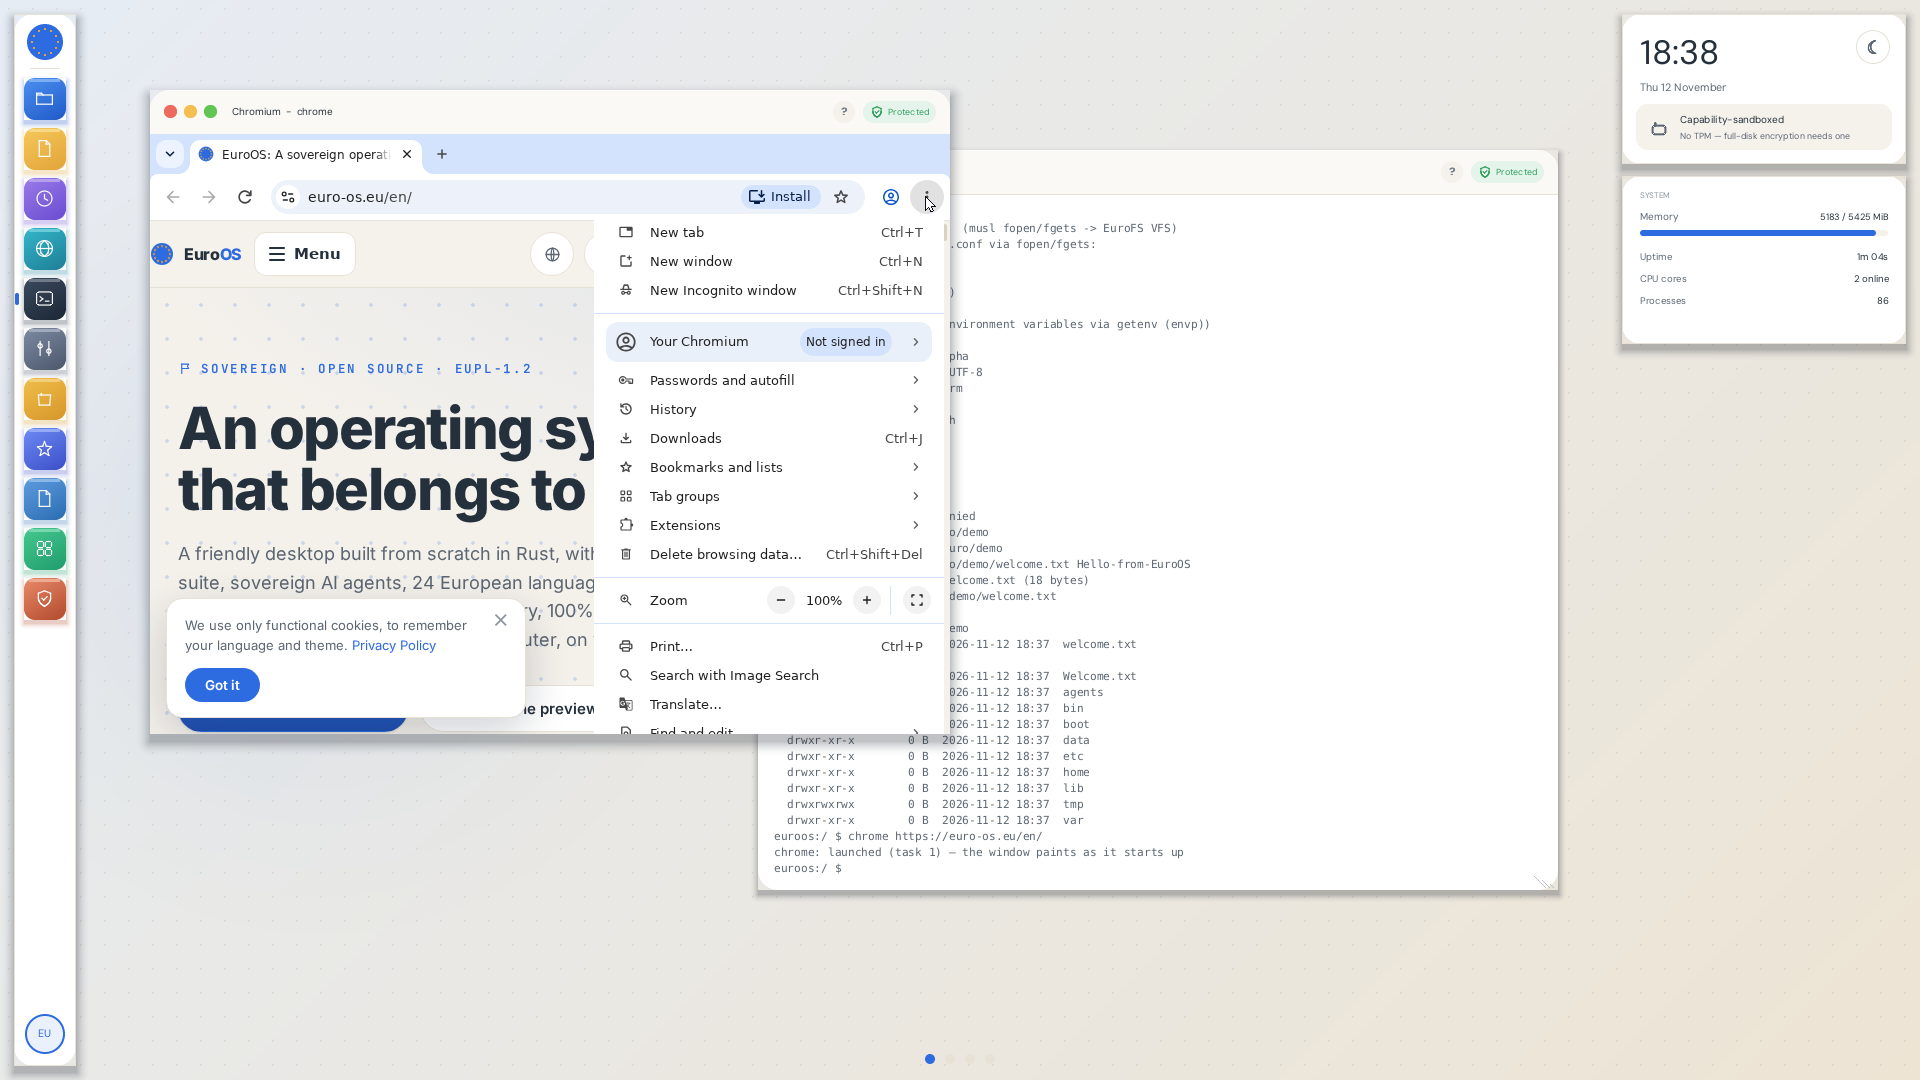 Chromium - chrome
?
Protected
EuroOS: A sovereign operati
euro-os.eu/en/
Install
EuroOS
Menu
SOVEREIGN · OPEN SOURCE · EUPL-1.2
An operating sy
that belongs to
A friendly desktop built from scratch in Rust, with
suite, sovereign AI agents, 24 European languag
ry, 100%
uter, on
We use only functional cookies, to remember
your language and theme. Privacy Policy
Got it
ne preview
New tab Ctrl+T
New window Ctrl+N
New Incognito window Ctrl+Shift+N
Your Chromium Not signed in
Passwords and autofill
History
Downloads Ctrl+J
Bookmarks and lists
Tab groups
Extensions
Delete browsing data... Ctrl+Shift+Del
Zoom 100%
Print... Ctrl+P
Search with Image Search
Translate...
Find and edit
?
Protected
(musl fopen/fgets -> EuroFS VFS)
.conf via fopen/fgets:
)
nvironment variables via getenv (envp))
pha
UTF-8
rm
h
nied
o/demo
uro/demo
o/demo/welcome.txt Hello-from-EuroOS
elcome.txt (18 bytes)
demo/welcome.txt
emo
026-11-12 18:37 welcome.txt
026-11-12 18:37 Welcome.txt
026-11-12 18:37 agents
026-11-12 18:37 bin
026-11-12 18:37 boot
drwxr-xr-x 0 B 2026-11-12 18:37 data
drwxr-xr-x 0 B 2026-11-12 18:37 etc
drwxr-xr-x 0 B 2026-11-12 18:37 home
drwxr-xr-x 0 B 2026-11-12 18:37 lib
drwxrwxrwx 0 B 2026-11-12 18:37 tmp
drwxr-xr-x 0 B 2026-11-12 18:37 var
euroos:/ $ chrome https://euro-os.eu/en/
chrome: launched (task 1) — the window paints as it starts up
euroos:/ $
18:38
Thu 12 November
Capability-sandboxed
No TPM — full-disk encryption needs one
SYSTEM
Memory 5183 / 5425 MiB
Uptime 1m 04s
CPU cores 2 online
Processes 86
EU